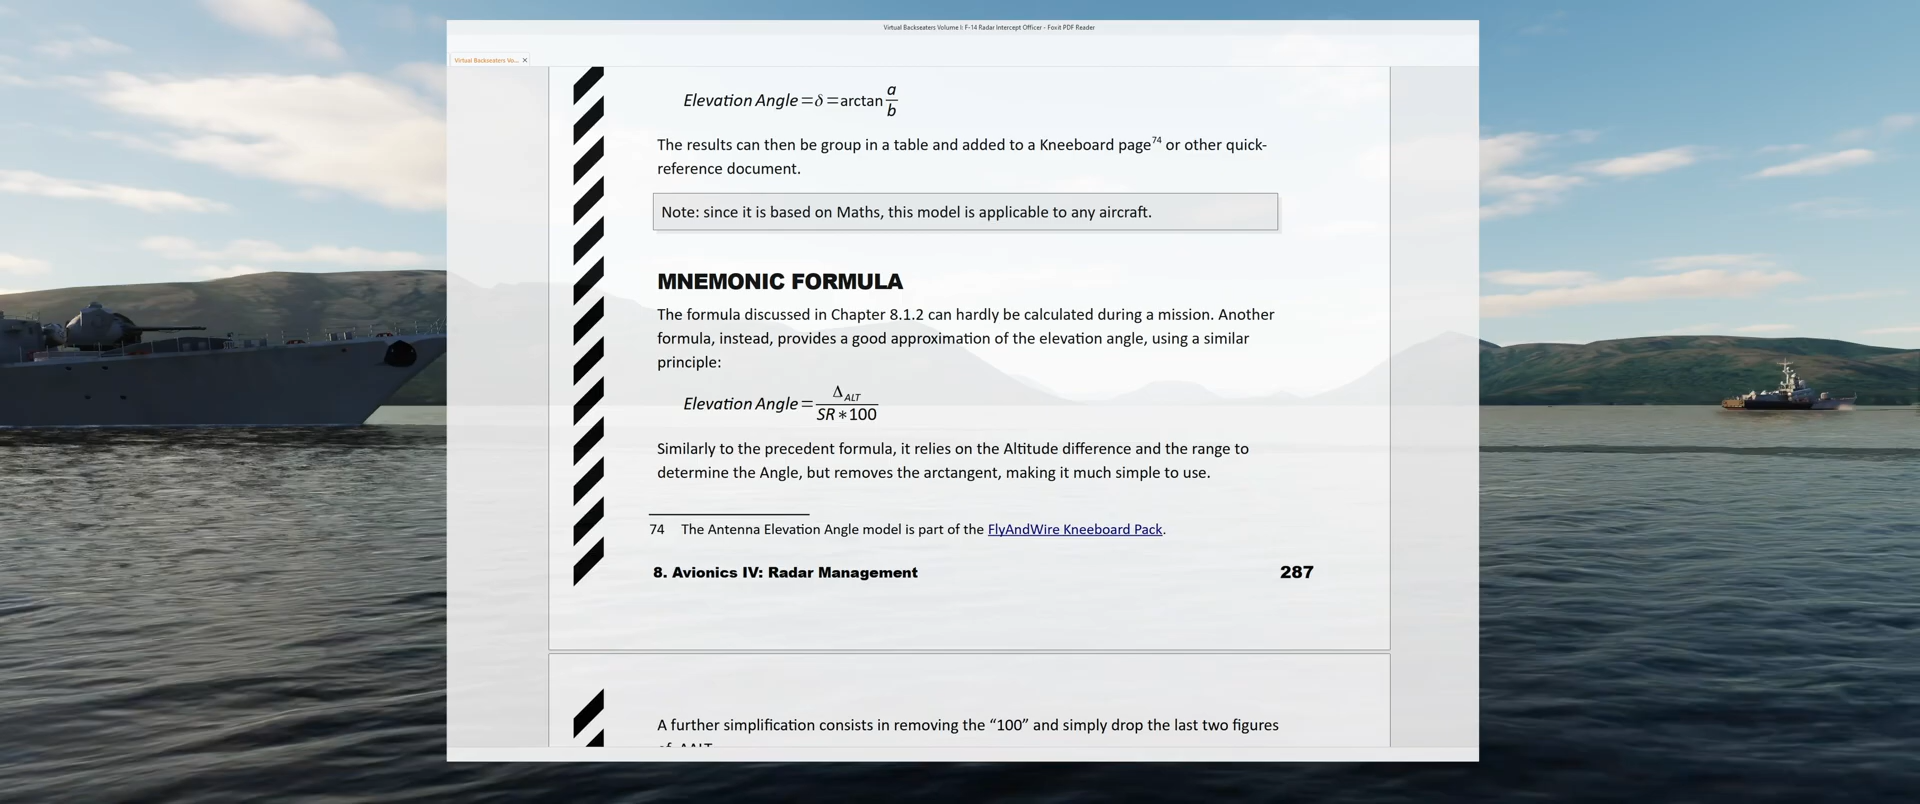 Virtual Backseaters Volume I: F-14 Radar Intercept Officer - Foxit PDF Reader
Virtual Backseaters Vo... ×
Elevation Angle = δ = arctan a/b
The results can then be group in a table and added to a Kneeboard page74 or other quick-
reference document.
Note: since it is based on Maths, this model is applicable to any aircraft.
MNEMONIC FORMULA
The formula discussed in Chapter 8.1.2 can hardly be calculated during a mission. Another
formula, instead, provides a good approximation of the elevation angle, using a similar
principle:
Elevation Angle = ΔALT / SR * 100
Similarly to the precedent formula, it relies on the Altitude difference and the range to
determine the Angle, but removes the arctangent, making it much simple to use.
74 The Antenna Elevation Angle model is part of the FlyAndWire Kneeboard Pack.
8. Avionics IV: Radar Management 287
A further simplification consists in removing the “100” and simply drop the last two figures